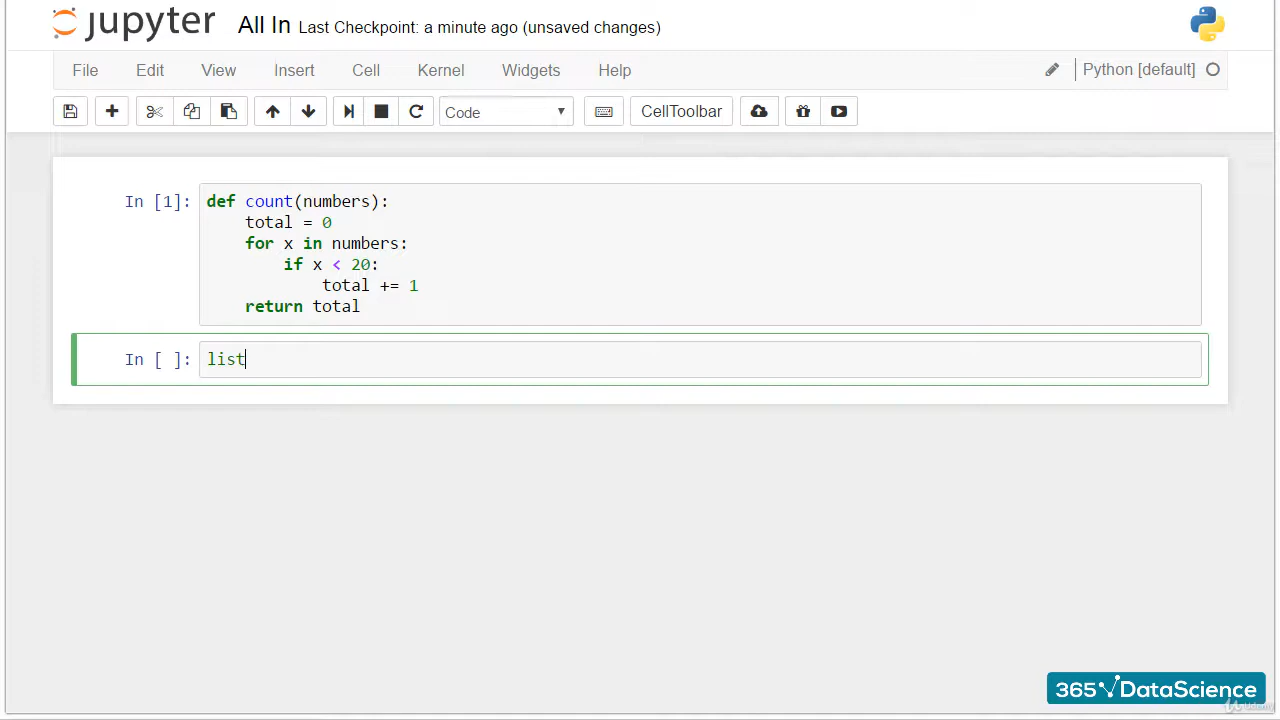 jupyter All In Last Checkpoint: a minute ago (unsaved changes)
File Edit View Insert Cell Kernel Widgets Help Python [default]
Code CellToolbar
In [1]: def count(numbers):
    total = 0
    for x in numbers:
        if x < 20:
            total += 1
    return total
In [ ]: list
365 DataScience
Udemy